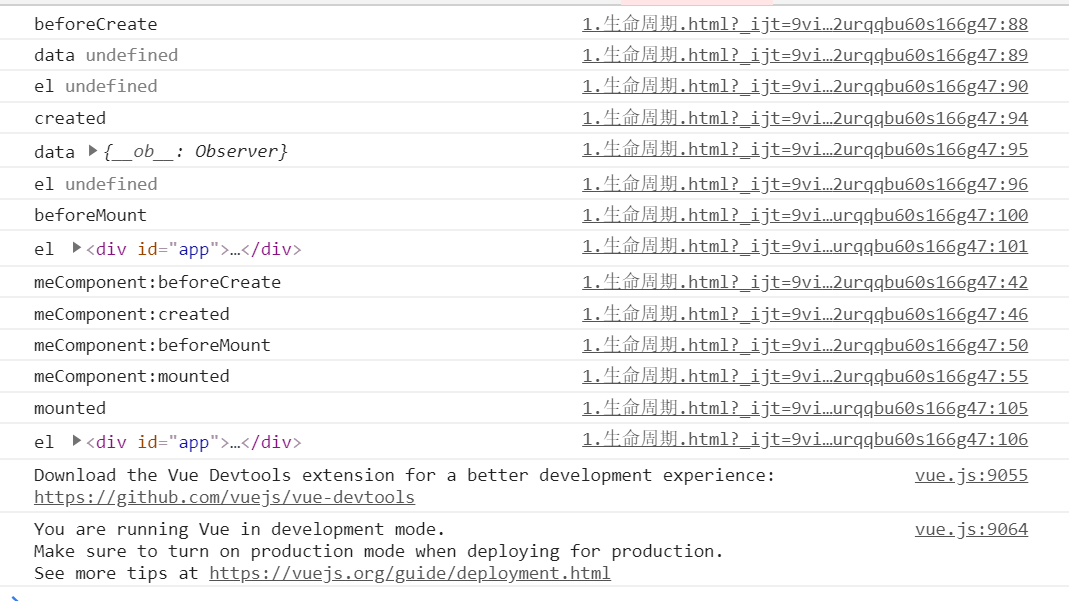 beforeCreate 1.生命周期.html?_ijt=9vi…2urqqbu60s166g47:88
data undefined 1.生命周期.html?_ijt=9vi…2urqqbu60s166g47:89
el undefined 1.生命周期.html?_ijt=9vi…2urqqbu60s166g47:90
created 1.生命周期.html?_ijt=9vi…2urqqbu60s166g47:94
data ▶{__ob__: Observer} 1.生命周期.html?_ijt=9vi…2urqqbu60s166g47:95
el undefined 1.生命周期.html?_ijt=9vi…2urqqbu60s166g47:96
beforeMount 1.生命周期.html?_ijt=9vi…urqqbu60s166g47:100
el ▶<div id="app">…</div> 1.生命周期.html?_ijt=9vi…urqqbu60s166g47:101
meComponent:beforeCreate 1.生命周期.html?_ijt=9vi…2urqqbu60s166g47:42
meComponent:created 1.生命周期.html?_ijt=9vi…2urqqbu60s166g47:46
meComponent:beforeMount 1.生命周期.html?_ijt=9vi…2urqqbu60s166g47:50
meComponent:mounted 1.生命周期.html?_ijt=9vi…2urqqbu60s166g47:55
mounted 1.生命周期.html?_ijt=9vi…urqqbu60s166g47:105
el ▶<div id="app">…</div> 1.生命周期.html?_ijt=9vi…urqqbu60s166g47:106
Download the Vue Devtools extension for a better development experience: vue.js:9055
https://github.com/vuejs/vue-devtools
You are running Vue in development mode. vue.js:9064
Make sure to turn on production mode when deploying for production.
See more tips at https://vuejs.org/guide/deployment.html